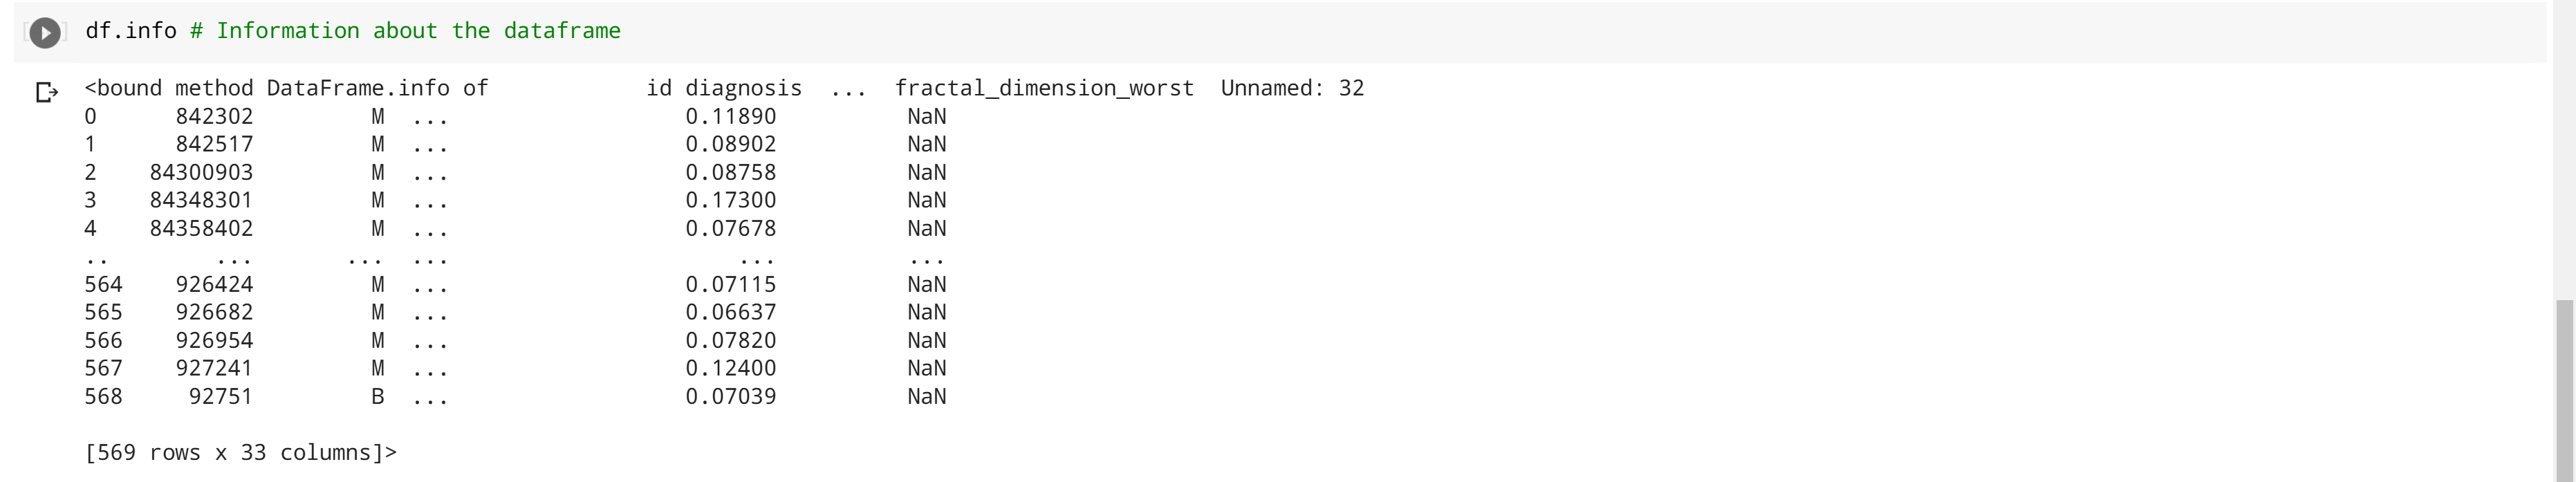 df.info # Information about the dataframe
<bound method DataFrame.info of            id diagnosis  ...  fractal_dimension_worst  Unnamed: 32
0      842302         M  ...                  0.11890          NaN
1      842517         M  ...                  0.08902          NaN
2    84300903         M  ...                  0.08758          NaN
3    84348301         M  ...                  0.17300          NaN
4    84358402         M  ...                  0.07678          NaN
..        ...       ...  ...                      ...          ...
564    926424         M  ...                  0.07115          NaN
565    926682         M  ...                  0.06637          NaN
566    926954         M  ...                  0.07820          NaN
567    927241         M  ...                  0.12400          NaN
568     92751         B  ...                  0.07039          NaN
[569 rows x 33 columns]>